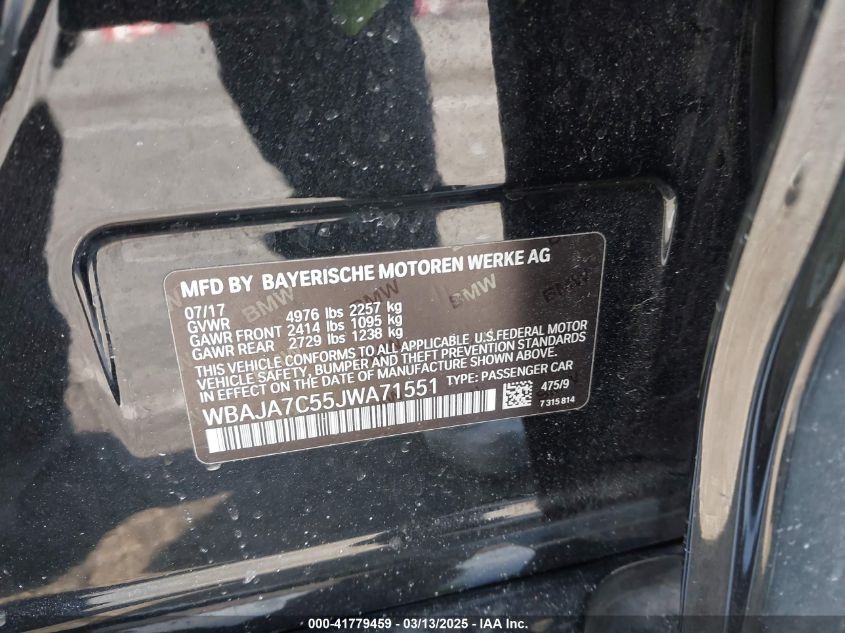 MFD BY BAYERISCHE MOTOREN WERKE AG
07/17
GVWR 4976 lbs 2257 kg
GAWR FRONT 2414 lbs 1095 kg
GAWR REAR 2729 lbs 1238 kg
THIS VEHICLE CONFORMS TO ALL APPLICABLE U.S.FEDERAL MOTOR
VEHICLE SAFETY, BUMPER AND THEFT PREVENTION STANDARDS
IN EFFECT ON THE DATE OF MANUFACTURE SHOWN ABOVE.
WBAJA7C55JWA71551 TYPE: PASSENGER CAR
475/9
7 315 814
BMW
BMW
BMW
000-41779459 — 03/13/2025 — IAA Inc.